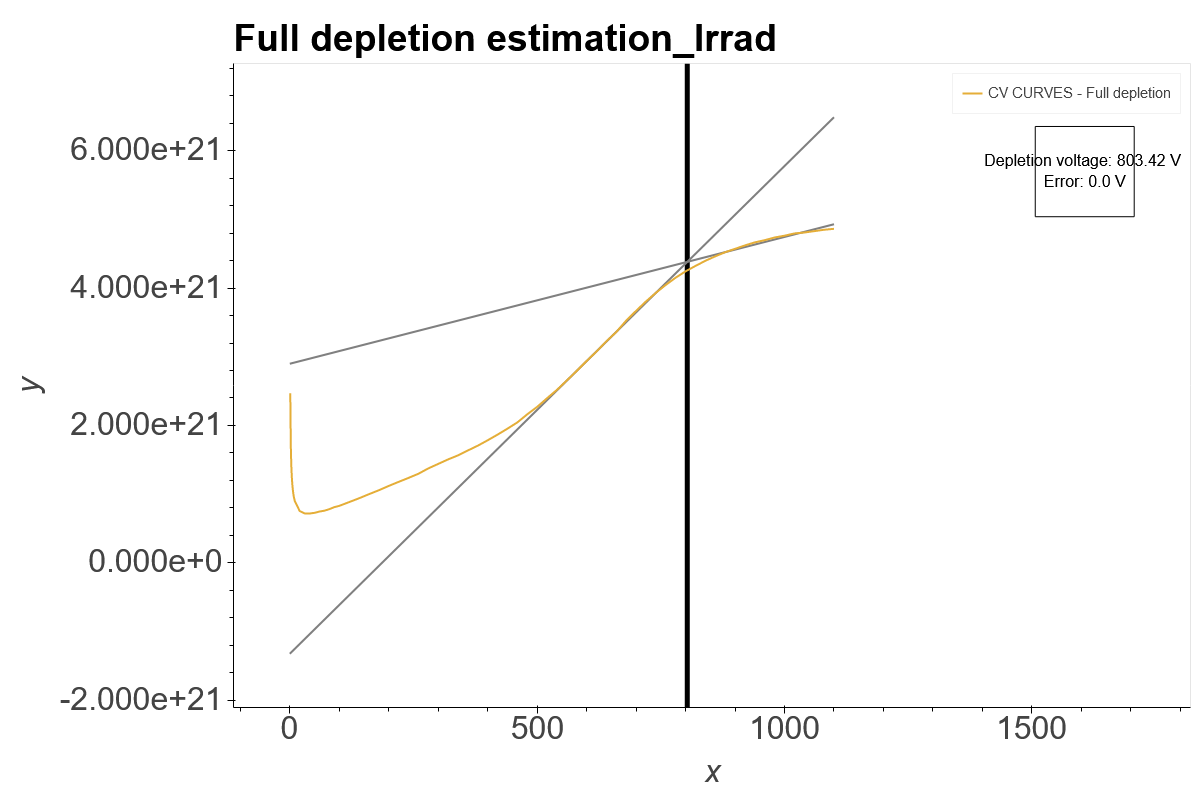 Full depletion estimation_Irrad
CV CURVES - Full depletion
Depletion voltage: 803.42 V
Error: 0.0 V
6.000e+21
4.000e+21
2.000e+21
0.000e+0
-2.000e+21
y
0 500 1000 1500
x